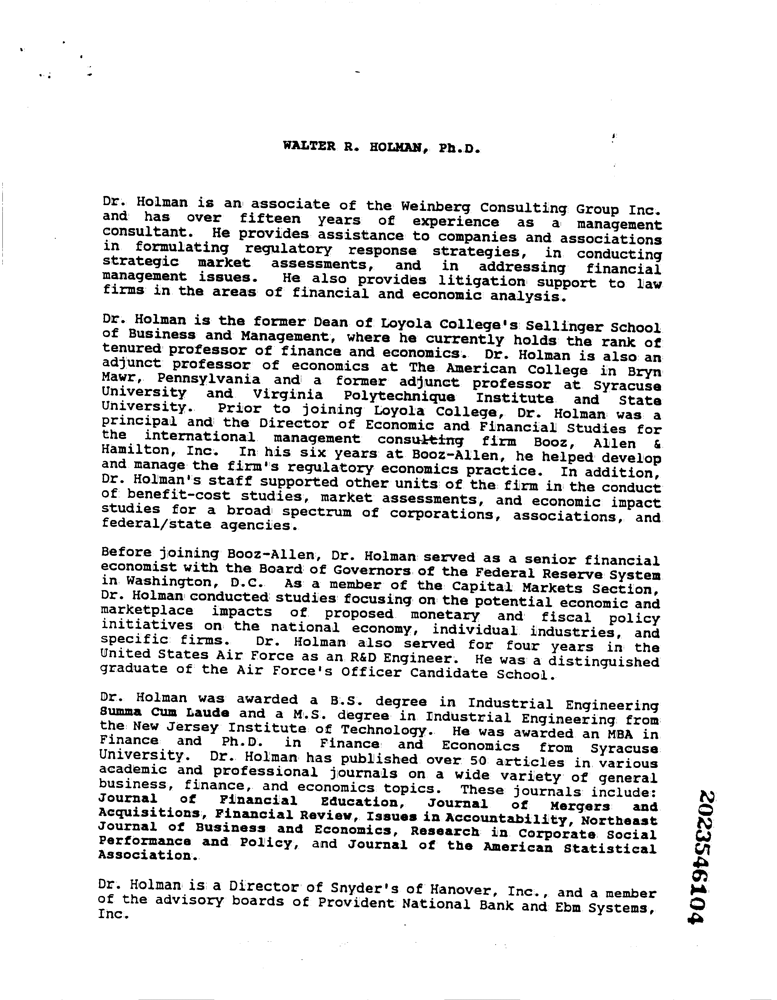 WALTER R. HOLMAN, Ph.D.
Dr. Holman is an associate of the Weinberg Consulting Group Inc.
and has over fifteen years of experience as a management
consultant. He provides assistance to companies and associations
in formulating regulatory response strategies, in conducting
strategic market assessments, and in addressing financial
management issues. He also provides litigation support to law
firms in the areas of financial and economic analysis.
Dr. Holman is the former Dean of Loyola College's Sellinger School
of Business and Management, where he currently holds the rank of
tenured professor of finance and economics. Dr. Holman is also an
adjunct professor of economics at The American College in Bryn
Mawr, Pennsylvania and a former adjunct professor at Syracuse
University and Virginia Polytechnique Institute and State
University. Prior to joining Loyola College, Dr. Holman was a
principal and the Director of Economic and Financial Studies for
the international management consulting firm Booz, Allen &
Hamilton, Inc. In his six years at Booz-Allen, he helped develop
and manage the firm's regulatory economics practice. In addition,
Dr. Holman's staff supported other units of the firm in the conduct
of benefit-cost studies, market assessments, and economic impact
studies for a broad spectrum of corporations, associations, and
federal/state agencies.
Before joining Booz-Allen, Dr. Holman served as a senior financial
economist with the Board of Governors of the Federal Reserve System
in Washington, D.C. As a member of the Capital Markets Section,
Dr. Holman conducted studies focusing on the potential economic and
marketplace impacts of proposed monetary and fiscal policy
initiatives on the national economy, individual industries, and
specific firms. Dr. Holman also served for four years in the
United States Air Force as an R&D Engineer. He was a distinguished
graduate of the Air Force's Officer Candidate School.
Dr. Holman was awarded a B.S. degree in Industrial Engineering
Summa Cum Laude and a M.S. degree in Industrial Engineering from
the New Jersey Institute of Technology. He was awarded an MBA in
Finance and Ph.D. in Finance and Economics from Syracuse
University. Dr. Holman has published over 50 articles in various
academic and professional journals on a wide variety of general
business, finance, and economics topics. These journals include:
Journal of Financial Education, Journal of Mergers and
Acquisitions, Financial Review, Issues in Accountability, Northeast
Journal of Business and Economics, Research in Corporate Social
Performance and Policy, and Journal of the American Statistical
Association.
Dr. Holman is a Director of Snyder's of Hanover, Inc., and a member
of the advisory boards of Provident National Bank and Ebm Systems,
Inc.
2023546104